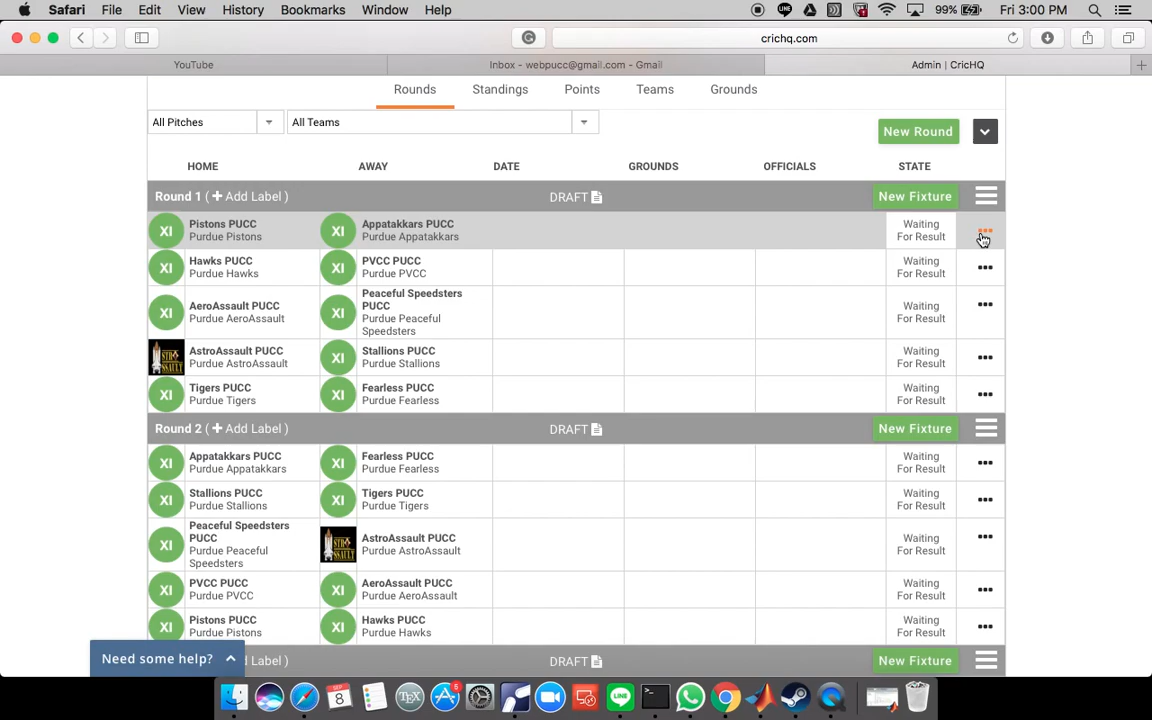 Safari File Edit View History Bookmarks Window Help 99% Fri 3:00 PM
crichq.com
YouTube Inbox - webpucc@gmail.com - Gmail Admin | CricHQ
Rounds Standings Points Teams Grounds
All Pitches All Teams
New Round
HOME AWAY DATE GROUNDS OFFICIALS STATE
Round 1 ( + Add Label ) DRAFT New Fixture
XI Pistons PUCC XI Appatakkars PUCC Waiting
Purdue Pistons Purdue Appatakkars For Result
XI Hawks PUCC XI PVCC PUCC Waiting
Purdue Hawks Purdue PVCC For Result
XI AeroAssault PUCC XI Peaceful Speedsters Waiting
Purdue AeroAssault PUCC For Result
Purdue Peaceful
Speedsters
AstroAssault PUCC XI Stallions PUCC Waiting
Purdue AstroAssault Purdue Stallions For Result
XI Tigers PUCC XI Fearless PUCC Waiting
Purdue Tigers Purdue Fearless For Result
Round 2 ( + Add Label ) DRAFT New Fixture
XI Appatakkars PUCC XI Fearless PUCC Waiting
Purdue Appatakkars Purdue Fearless For Result
XI Stallions PUCC XI Tigers PUCC Waiting
Purdue Stallions Purdue Tigers For Result
XI Peaceful Speedsters AstroAssault PUCC Waiting
PUCC Purdue AstroAssault For Result
Purdue Peaceful
Speedsters
XI PVCC PUCC XI AeroAssault PUCC Waiting
Purdue PVCC Purdue AeroAssault For Result
XI Pistons PUCC XI Hawks PUCC Waiting
Purdue Pistons Purdue Hawks For Result
Need some help? Label ) DRAFT New Fixture
SEP 8 TEX 6 LINE